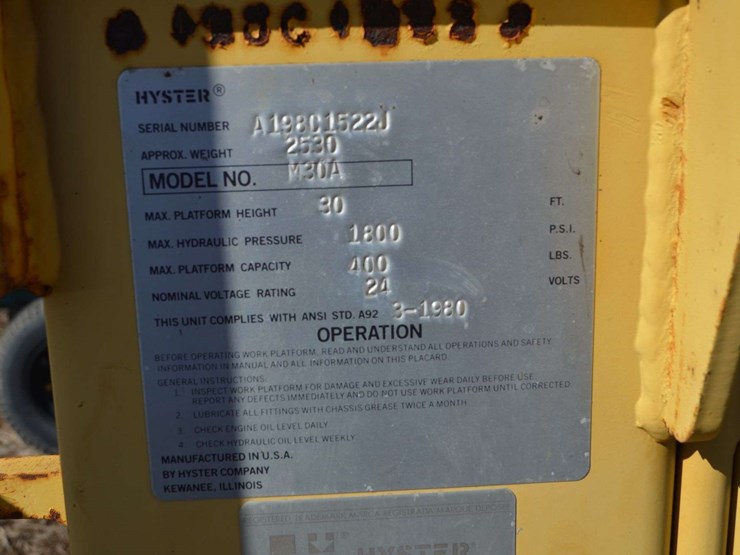 HYSTER®
SERIAL NUMBER A198C1522J
APPROX. WEIGHT 2530
MODEL NO. M30A
MAX. PLATFORM HEIGHT 30 FT.
MAX. HYDRAULIC PRESSURE 1800 P.S.I.
MAX. PLATFORM CAPACITY 400 LBS.
NOMINAL VOLTAGE RATING 24 VOLTS
THIS UNIT COMPLIES WITH ANSI STD. A92 3-1980
OPERATION
BEFORE OPERATING WORK PLATFORM, READ AND UNDERSTAND ALL OPERATIONS AND SAFETY
INFORMATION IN MANUAL AND ALL INFORMATION ON THIS PLACARD
GENERAL INSTRUCTIONS:
1. INSPECT WORK PLATFORM FOR DAMAGE AND EXCESSIVE WEAR DAILY BEFORE USE
REPORT ANY DEFECTS IMMEDIATELY AND DO NOT USE WORK PLATFORM UNTIL CORRECTED
2. LUBRICATE ALL FITTINGS WITH CHASSIS GREASE TWICE A MONTH
3. CHECK ENGINE OIL LEVEL DAILY
4. CHECK HYDRAULIC OIL LEVEL WEEKLY
MANUFACTURED IN U.S.A.
BY HYSTER COMPANY
KEWANEE, ILLINOIS
HYSTER